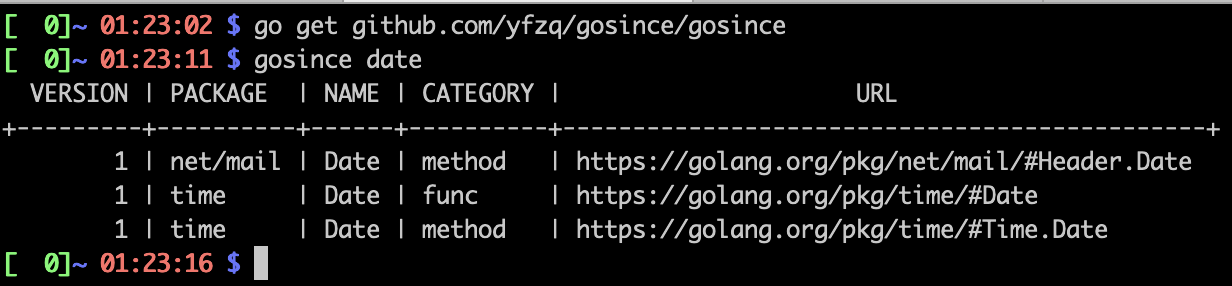 [  0]~ 01:23:02 $ go get github.com/yfzq/gosince/gosince
[  0]~ 01:23:11 $ gosince date
  VERSION | PACKAGE  | NAME | CATEGORY |                      URL
+---------+----------+------+----------+------------------------------------------+
        1 | net/mail | Date | method   | https://golang.org/pkg/net/mail/#Header.Date
        1 | time     | Date | func     | https://golang.org/pkg/time/#Date
        1 | time     | Date | method   | https://golang.org/pkg/time/#Time.Date
[  0]~ 01:23:16 $